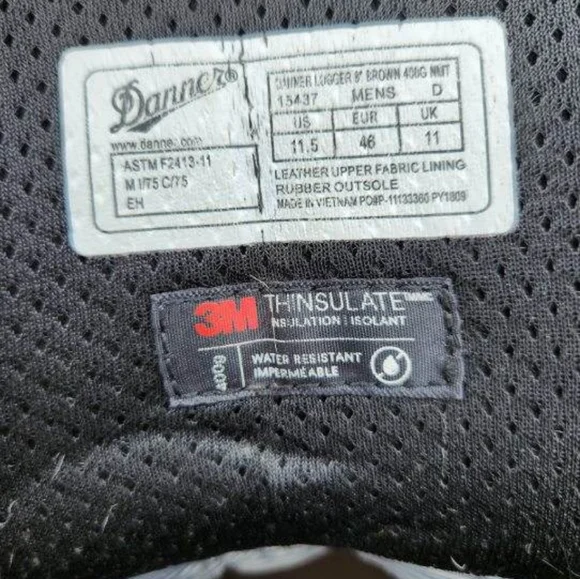 Danner®
www.danner.com
ASTM F2413-11
M I/75 C/75
EH
DANNER LOGGER 8" BROWN 400G NMT
15437 MENS D
US EUR UK
11.5 46 11
LEATHER UPPER FABRIC LINING
RUBBER OUTSOLE
MADE IN VIETNAM PO#P-11133360 PY1809
3M THINSULATE
INSULATION | ISOLANT
400g
WATER RESISTANT
IMPERMÉABLE